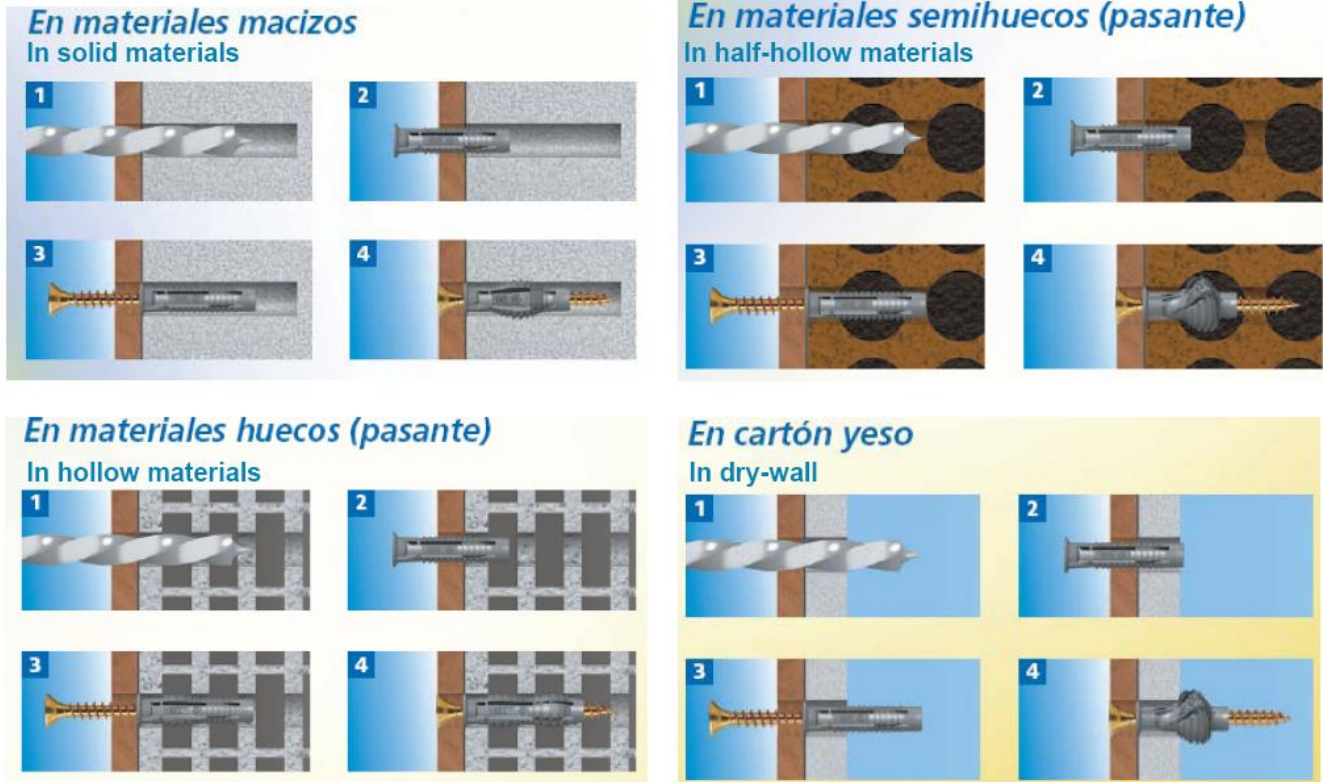 En materiales macizos
In solid materials
1
2
3
4
En materiales semihuecos (pasante)
In half-hollow materials
1
2
3
4
En materiales huecos (pasante)
In hollow materials
1
2
3
4
En cartón yeso
In dry-wall
1
2
3
4